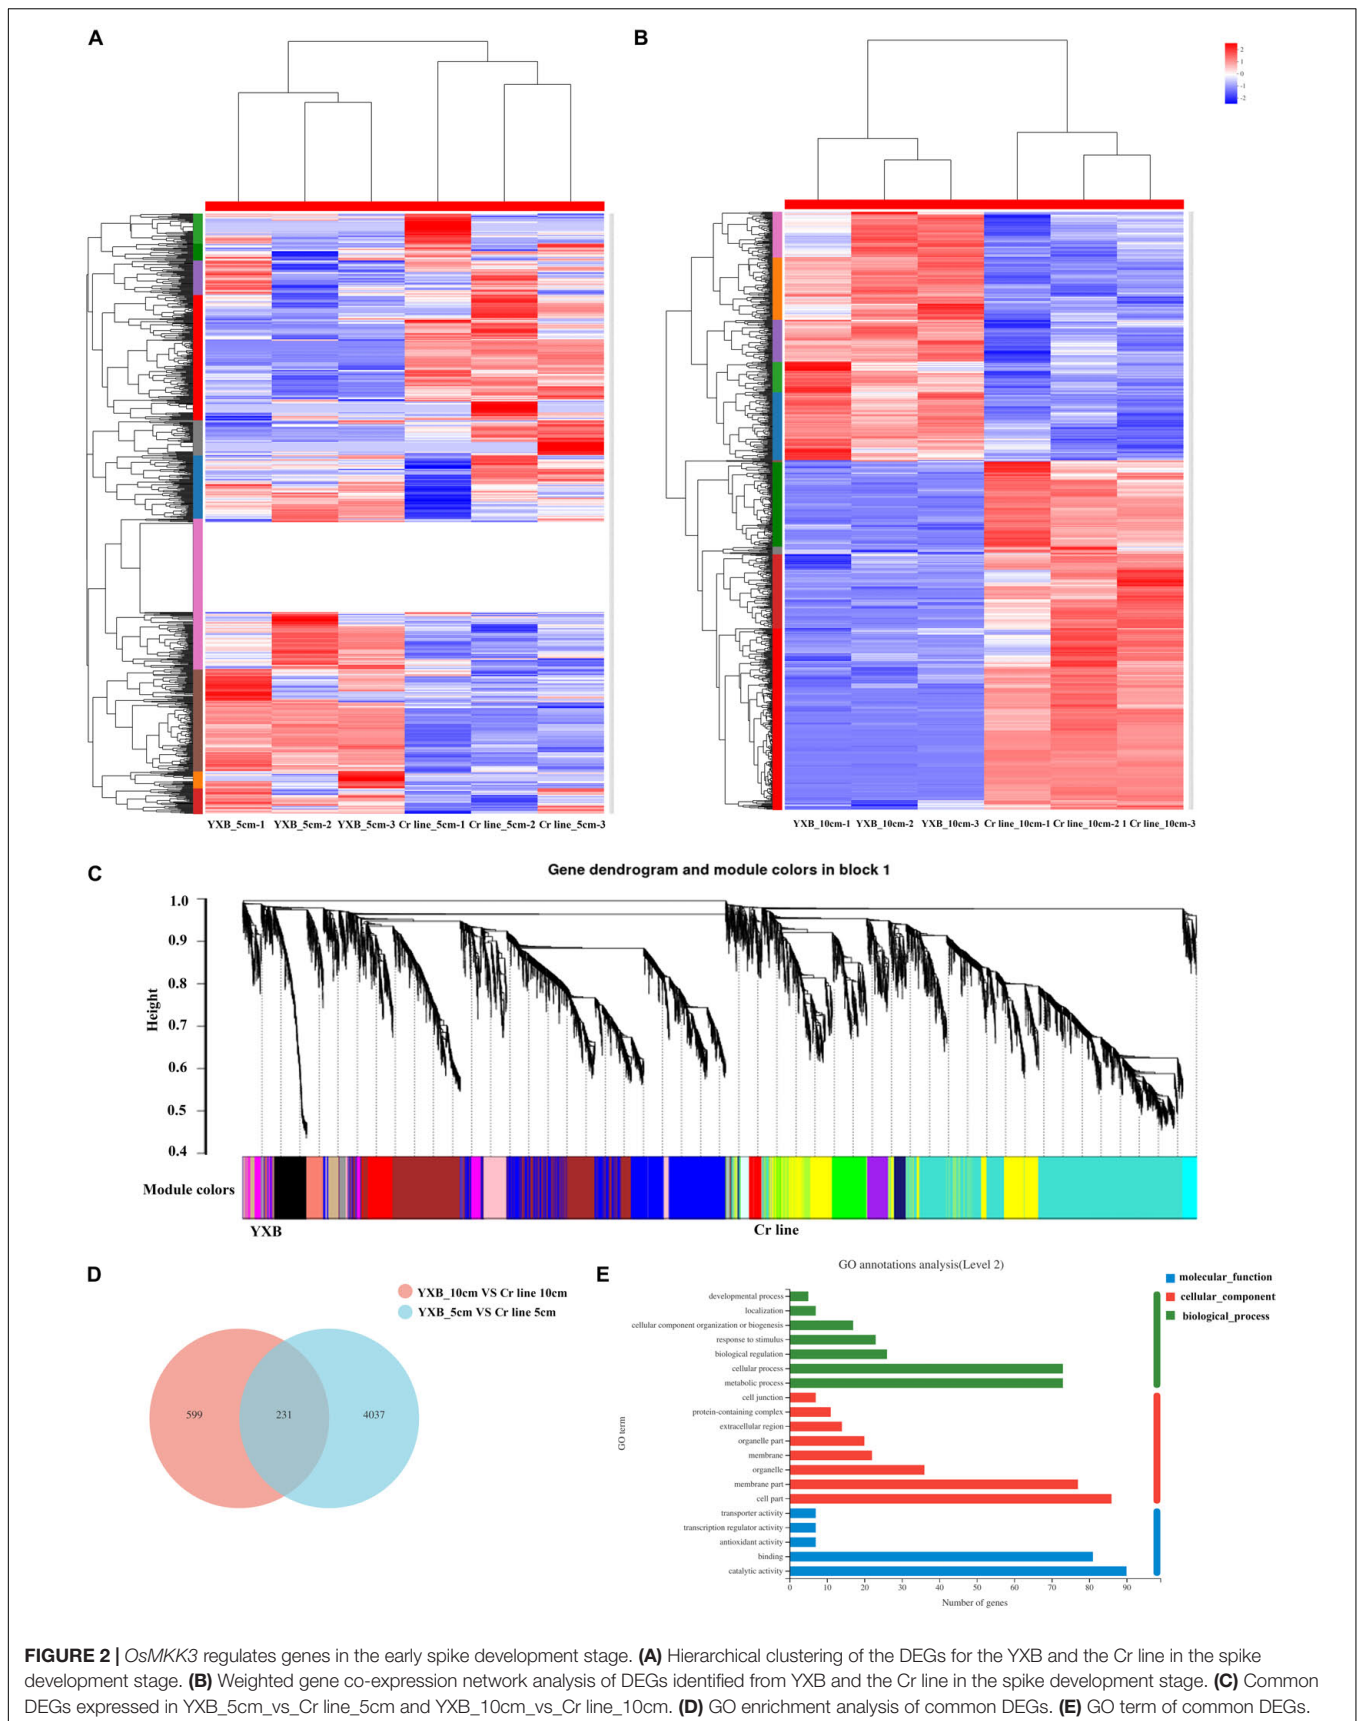 A
B
2
1
0
-1
-2
YXB_5cm-1 YXB_5cm-2 YXB_5cm-3 Cr line_5cm-1 Cr line_5cm-2 Cr line_5cm-3
YXB_10cm-1 YXB_10cm-2 YXB_10cm-3 Cr line_10cm-1 Cr line_10cm-2 1 Cr line_10cm-3
C
Gene dendrogram and module colors in block 1
Height
1.0
0.9
0.8
0.7
0.6
0.5
0.4
Module colors
YXB
Cr line
D
YXB_10cm VS Cr line 10cm
YXB_5cm VS Cr line 5cm
599
231
4037
E
GO annotations analysis(Level 2)
molecular_function
cellular_component
biological_process
GO term
developmental process
localization
cellular component organization or biogenesis
response to stimulus
biological regulation
cellular process
metabolic process
cell junction
protein-containing complex
extracellular region
organelle part
membrane
organelle
membrane part
cell part
transporter activity
transcription regulator activity
antioxidant activity
binding
catalytic activity
0 10 20 30 40 50 60 70 80 90
Number of genes
FIGURE 2 | OsMKK3 regulates genes in the early spike development stage. (A) Hierarchical clustering of the DEGs for the YXB and the Cr line in the spike
development stage. (B) Weighted gene co-expression network analysis of DEGs identified from YXB and the Cr line in the spike development stage. (C) Common
DEGs expressed in YXB_5cm_vs_Cr line_5cm and YXB_10cm_vs_Cr line_10cm. (D) GO enrichment analysis of common DEGs. (E) GO term of common DEGs.